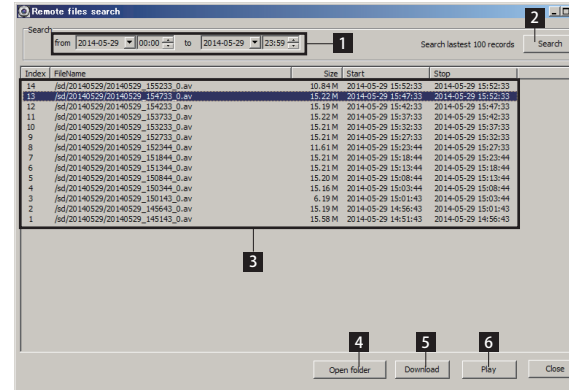 Remote files search
2
Search
from 2014-05-29 00:00 to 2014-05-29 23:59 1 Search lastest 100 records Search
Index FileName Size Start Stop
14 /sd/20140529/20140529_155233_0.av 10.84 M 2014-05-29 15:52:33 2014-05-29 15:52:33
13 /sd/20140529/20140529_154733_0.av 15.22 M 2014-05-29 15:47:33 2014-05-29 15:52:33
12 /sd/20140529/20140529_154233_0.av 15.19 M 2014-05-29 15:42:33 2014-05-29 15:47:33
11 /sd/20140529/20140529_153733_0.av 15.22 M 2014-05-29 15:37:33 2014-05-29 15:42:33
10 /sd/20140529/20140529_153233_0.av 15.21 M 2014-05-29 15:32:33 2014-05-29 15:37:33
9 /sd/20140529/20140529_152733_0.av 15.21 M 2014-05-29 15:27:33 2014-05-29 15:32:33
8 /sd/20140529/20140529_152344_0.av 11.61 M 2014-05-29 15:23:44 2014-05-29 15:27:33
7 /sd/20140529/20140529_151844_0.av 15.21 M 2014-05-29 15:18:44 2014-05-29 15:23:44
6 /sd/20140529/20140529_151344_0.av 15.21 M 2014-05-29 15:13:44 2014-05-29 15:18:44
5 /sd/20140529/20140529_150844_0.av 15.20 M 2014-05-29 15:08:44 2014-05-29 15:13:44
4 /sd/20140529/20140529_150344_0.av 15.16 M 2014-05-29 15:03:44 2014-05-29 15:08:44
3 /sd/20140529/20140529_150143_0.av 6.19 M 2014-05-29 15:01:43 2014-05-29 15:03:44
2 /sd/20140529/20140529_145643_0.av 15.19 M 2014-05-29 14:56:43 2014-05-29 15:01:43
1 /sd/20140529/20140529_145143_0.av 15.58 M 2014-05-29 14:51:43 2014-05-29 14:56:43
3
4 5 6
Open folder Download Play Close